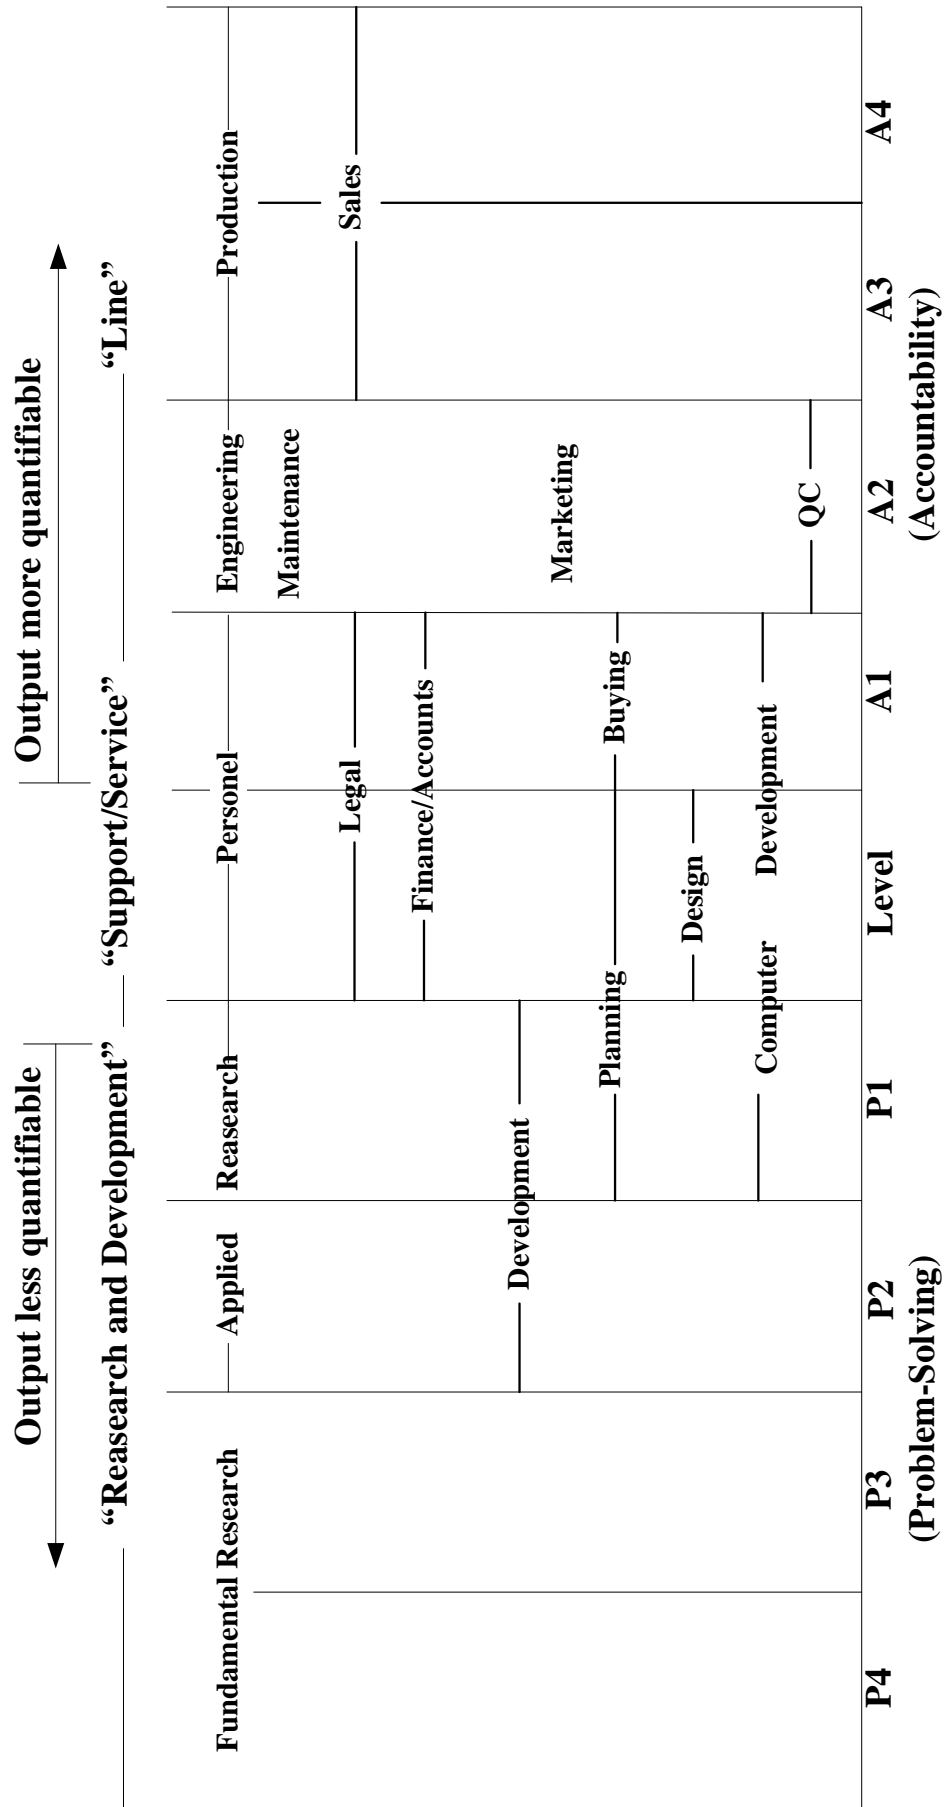 Output less quantifiable
Output more quantifiable
“Reasearch and Development”
“Support/Service”
“Line”
Fundamental Research
Applied
Reasearch
Personel
Engineering
Production
Maintenance
Legal
Sales
Finance/Accounts
Development
Marketing
Planning
Buying
Design
Computer
Development
QC
P4
P3
P2
P1
Level
A1
A2
A3
A4
(Problem-Solving)
(Accountability)